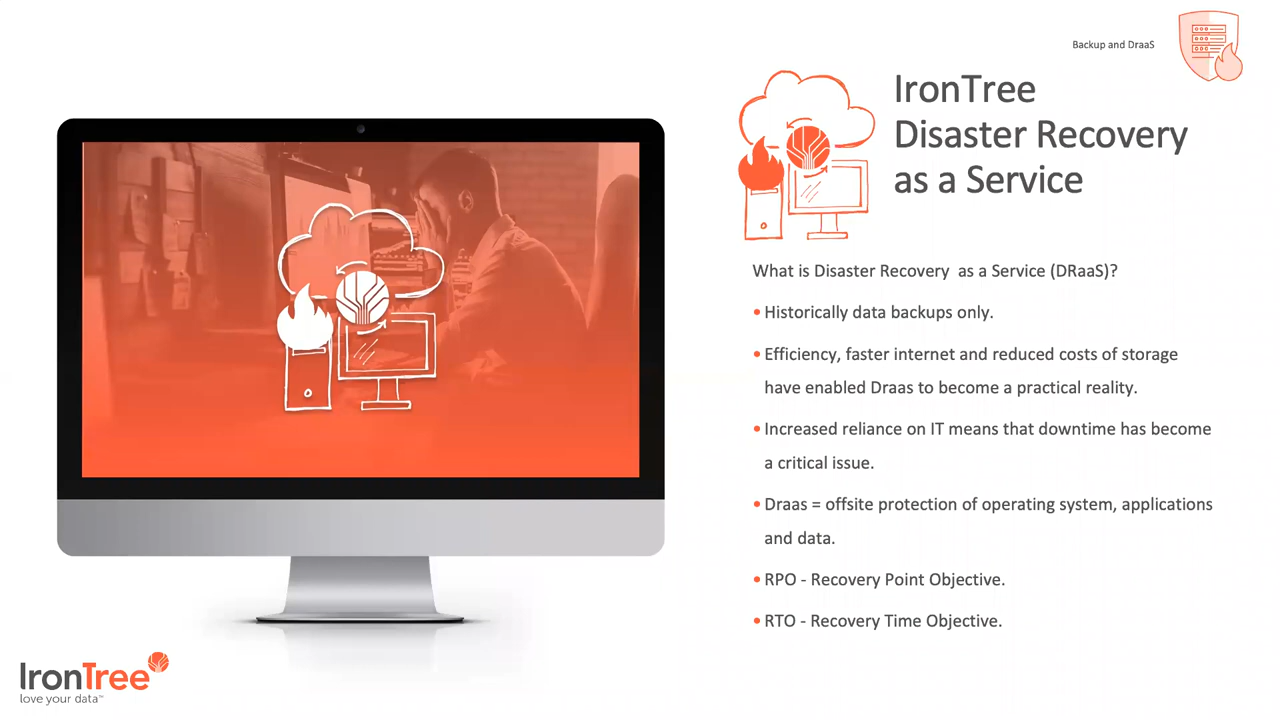 Backup and DraaS
IronTree
Disaster Recovery
as a Service
What is Disaster Recovery as a Service (DRaaS)?
•Historically data backups only.
•Efficiency, faster internet and reduced costs of storage
have enabled Draas to become a practical reality.
•Increased reliance on IT means that downtime has become
a critical issue.
•Draas = offsite protection of operating system, applications
and data.
•RPO - Recovery Point Objective.
•RTO - Recovery Time Objective.
IronTree
love your data™